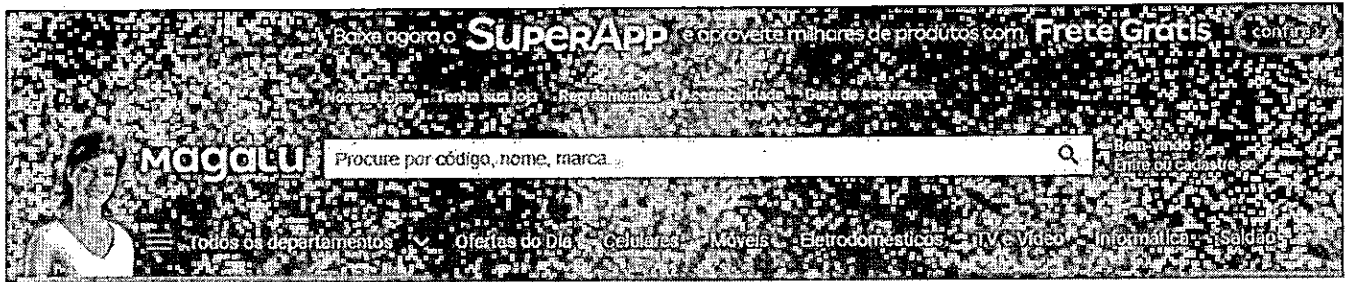 Baixe agora o SUPERAPP e aproveite milhares de produtos com Frete Grátis confira
Nossas lojas Tenha sua loja Regulamentos Acessibilidade Guia de segurança Aten
Bem-vindo :)
MagaLu Procure por código, nome, marca... Entre ou cadastre-se
Todos os departamentos Ofertas do Dia Celulares Móveis Eletrodomésticos TV e Vídeo Informática Saldão